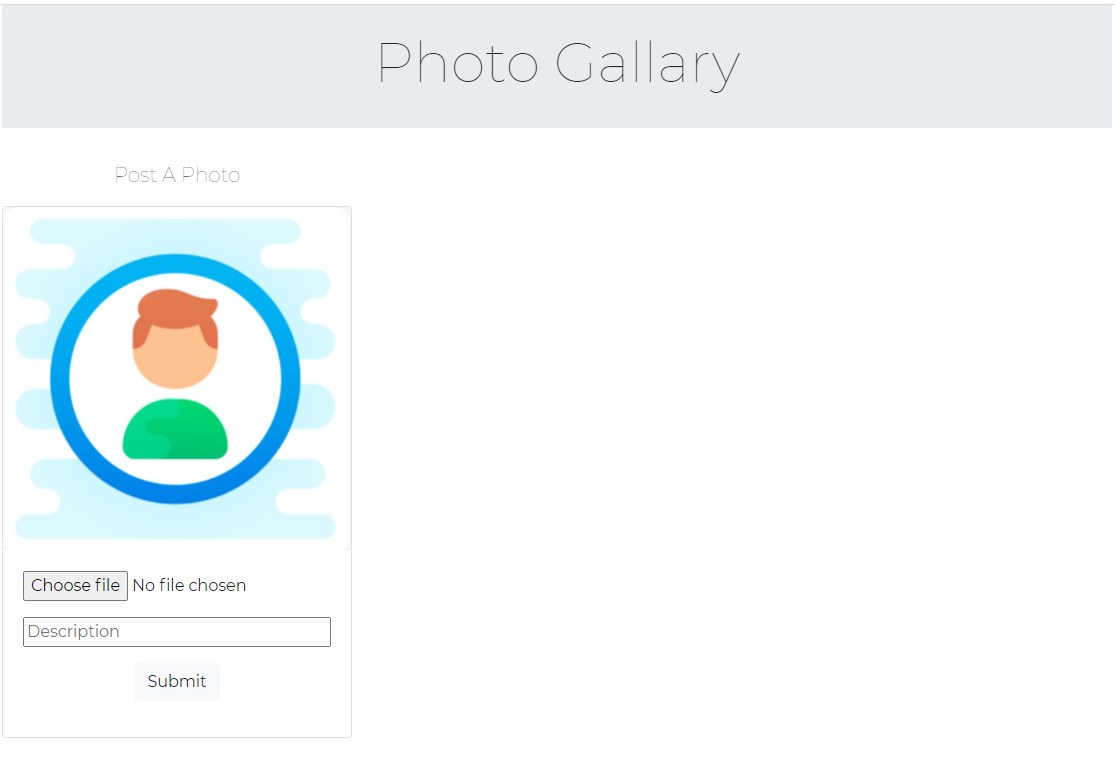 Photo Gallary
Post A Photo
Choose file No file chosen
Description
Submit